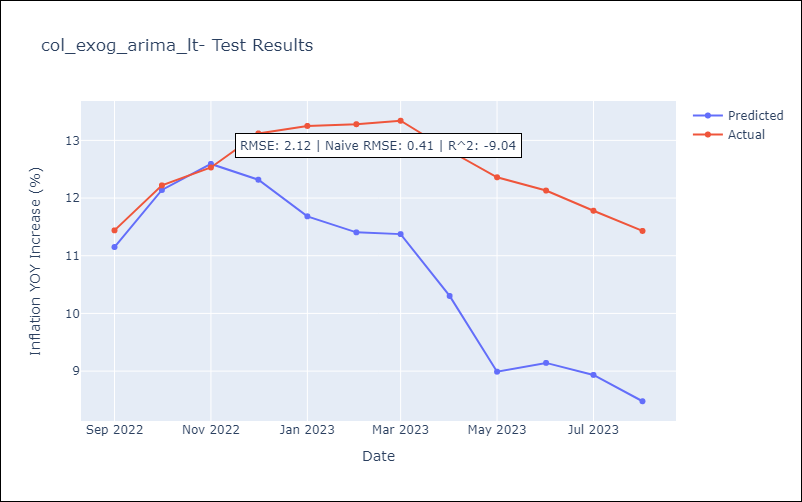 col_exog_arima_lt- Test Results
Predicted
Actual
RMSE: 2.12 | Naive RMSE: 0.41 | R^2: -9.04
Inflation YOY Increase (%)
13
12
11
10
9
Sep 2022
Nov 2022
Jan 2023
Mar 2023
May 2023
Jul 2023
Date